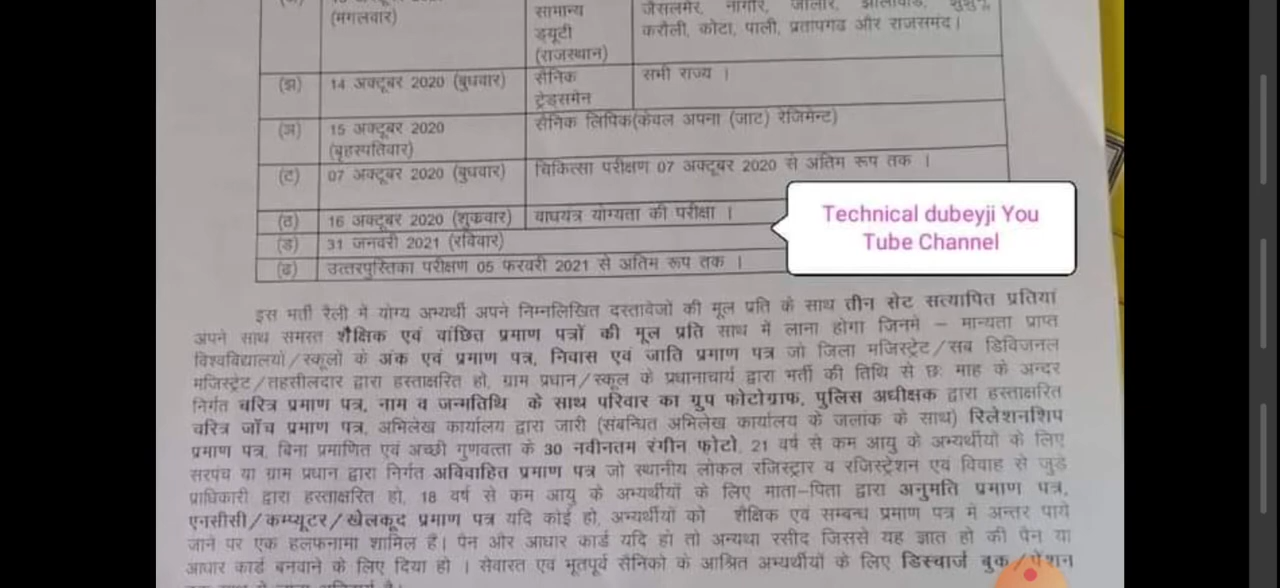 (मंगलवार)
सामान्य
ड्यूटी
(राजस्थान)
जैसलमेर, नागौर, जालौर, झालावाड,
करौली, कोटा, पाली, प्रतापगढ और राजसमंद।
(झ) 14 अक्टूबर 2020 (बुधवार) सैनिक सभी राज्य ।
ट्रेड्समेन
(ञ) 15 अक्टूबर 2020 सैनिक लिपिक(केवल अपना (जाट) रेजिमेन्ट)
(बृहस्पतिवार)
(ट) 07 अक्टूबर 2020 (बुधवार) चिकित्सा परीक्षण 07 अक्टूबर 2020 से अंतिम रूप तक ।
(ठ) 16 अक्टूबर 2020 (शुक्रवार) वाधयंत्र योग्यता की परीक्षा ।
(ड) 31 जनवरी 2021 (रविवार)
(ढ) उत्तरपुस्तिका परीक्षण 05 फरवरी 2021 से अंतिम रूप तक ।
Technical dubeyji You
Tube Channel
इस भर्ती रैली में योग्य अभ्यर्थी अपने निम्नलिखित दस्तावेजों की मूल प्रति के साथ तीन सेट सत्यापित प्रतियां
अपने साथ समस्त शैक्षिक एवं वांछित प्रमाण पत्रों की मूल प्रति साथ में लाना होगा जिनमे – मान्यता प्राप्त
विश्वविद्यालयों/स्कूलों के अंक एवं प्रमाण पत्र, निवास एवं जाति प्रमाण पत्र जो जिला मजिस्ट्रेट/सब डिविजनल
मजिस्ट्रेट/तहसीलदार द्वारा हस्ताक्षरित हो, ग्राम प्रधान/स्कूल के प्रधानाचार्य द्वारा भर्ती की तिथि से छः माह के अन्दर
निर्गत चरित्र प्रमाण पत्र, नाम व जन्मतिथि के साथ परिवार का ग्रुप फोटोग्राफ, पुलिस अधीक्षक द्वारा हस्ताक्षरित
चरित्र जाँच प्रमाण पत्र, अभिलेख कार्यालय द्वारा जारी (संबन्धित अभिलेख कार्यालय के जलांक के साथ) रिलेशनशिप
प्रमाण पत्र, बिना प्रमाणित एवं अच्छी गुणवत्ता के 30 नवीनतम रंगीन फोटो, 21 वर्ष से कम आयु के अभ्यर्थीयों के लिए
सरपंच या ग्राम प्रधान द्वारा निर्गत अविवाहित प्रमाण पत्र जो स्थानीय लोकल रजिस्ट्रार व रजिस्ट्रेशन एवं विवाह से जुड़े
प्राधिकारी द्वारा हस्ताक्षरित हो, 18 वर्ष से कम आयु के अभ्यर्थीयों के लिए माता-पिता द्वारा अनुमति प्रमाण पत्र,
एनसीसी/कम्प्यूटर/खेलकूद प्रमाण पत्र यदि कोई हो, अभ्यर्थीयों को शैक्षिक एवं सम्बन्ध प्रमाण पत्र में अन्तर पाये
जाने पर एक हलफनामा शामिल है। पैन और आधार कार्ड यदि हो तो अन्यथा रसीद जिससे यह ज्ञात हो की पैन या
आधार कार्ड बनवाने के लिए दिया हो । सेवारत एवं भूतपूर्व सैनिकों के आश्रित अभ्यर्थीयों के लिए डिस्चार्ज बुक/पेंशन